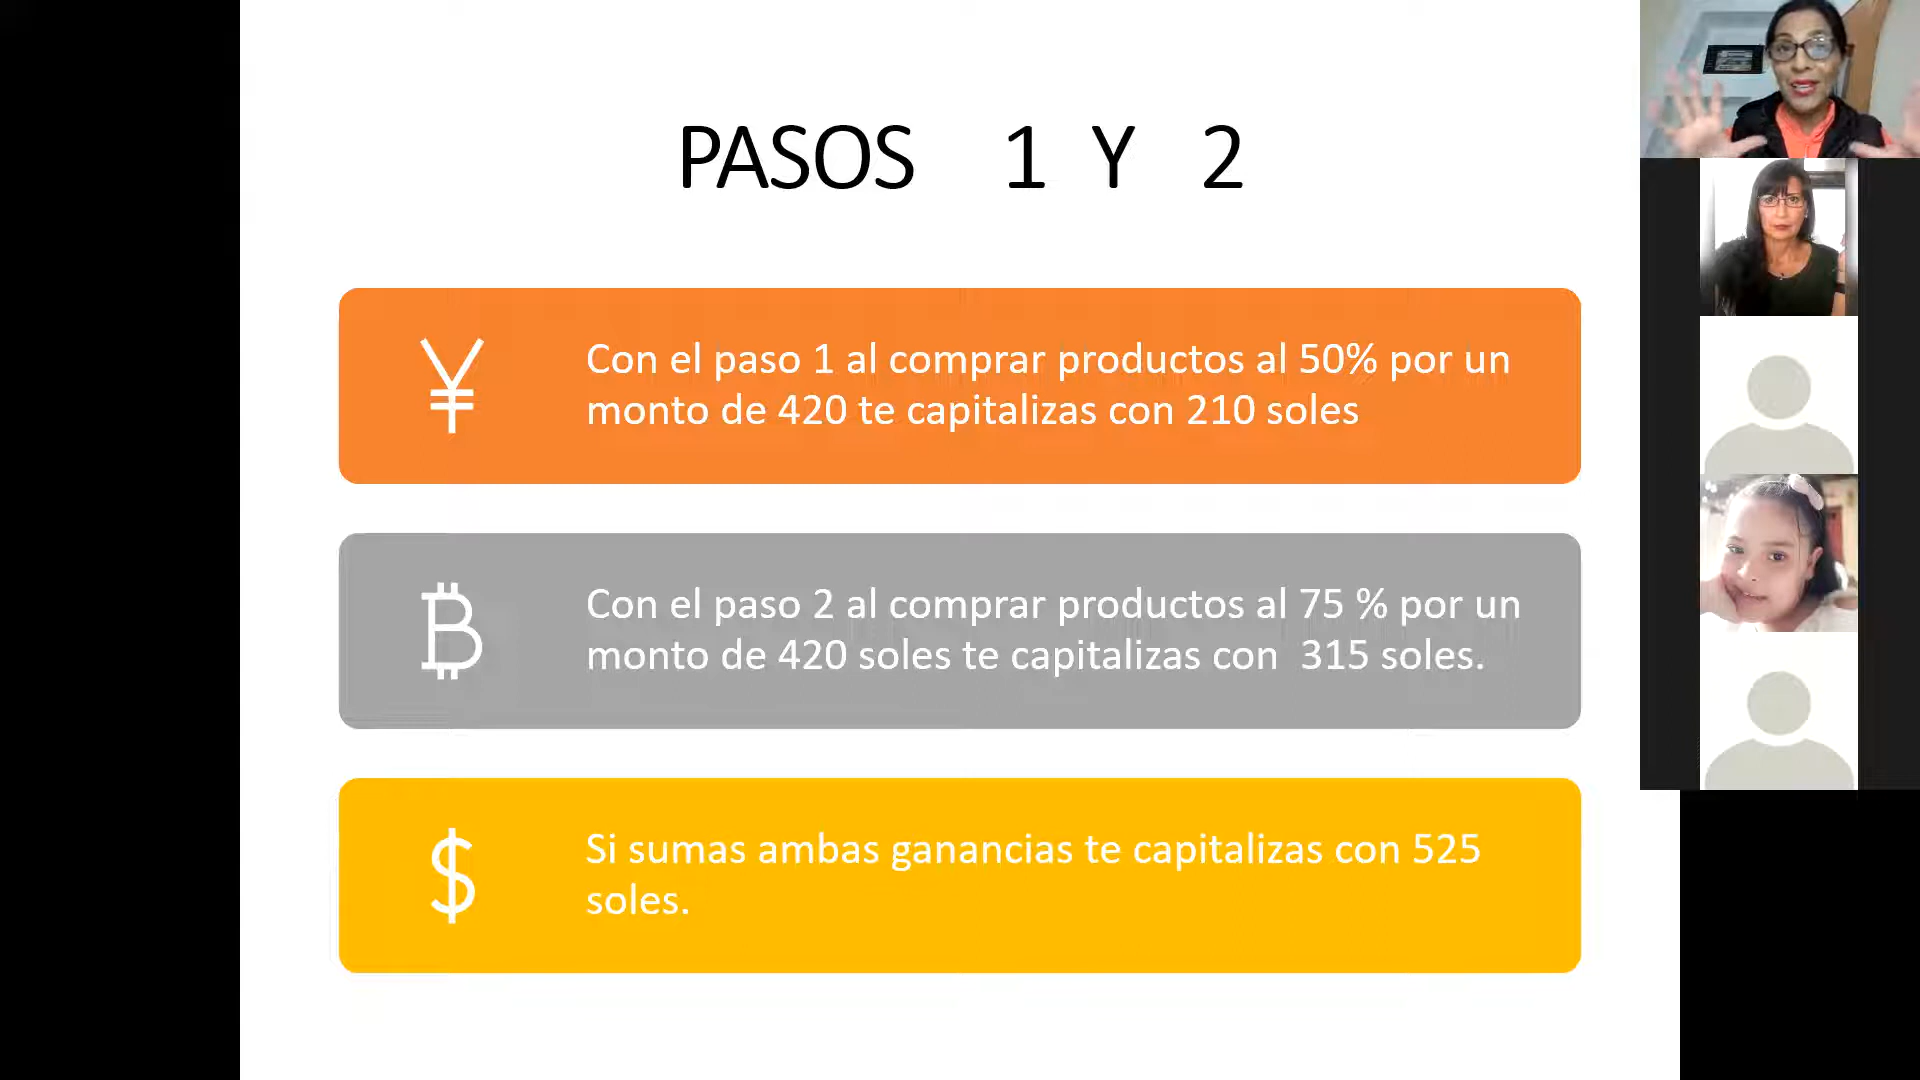 PASOS 1 Y 2
Con el paso 1 al comprar productos al 50% por un
monto de 420 te capitalizas con 210 soles
Con el paso 2 al comprar productos al 75 % por un
monto de 420 soles te capitalizas con 315 soles.
Si sumas ambas ganancias te capitalizas con 525
soles.